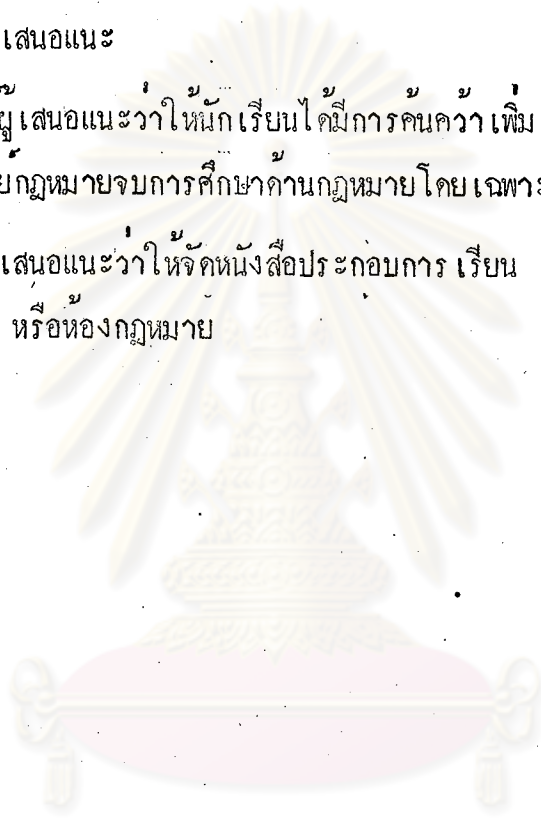 เสนอแนะ
ผู้เสนอแนะว่าให้นักเรียนได้มีการค้นคว้าเพิ่ม
ย์กฎหมายจบการศึกษาด้านกฎหมายโดยเฉพาะ
เสนอแนะว่าให้จัดหนังสือประกอบการเรียน
หรือห้องกฎหมาย